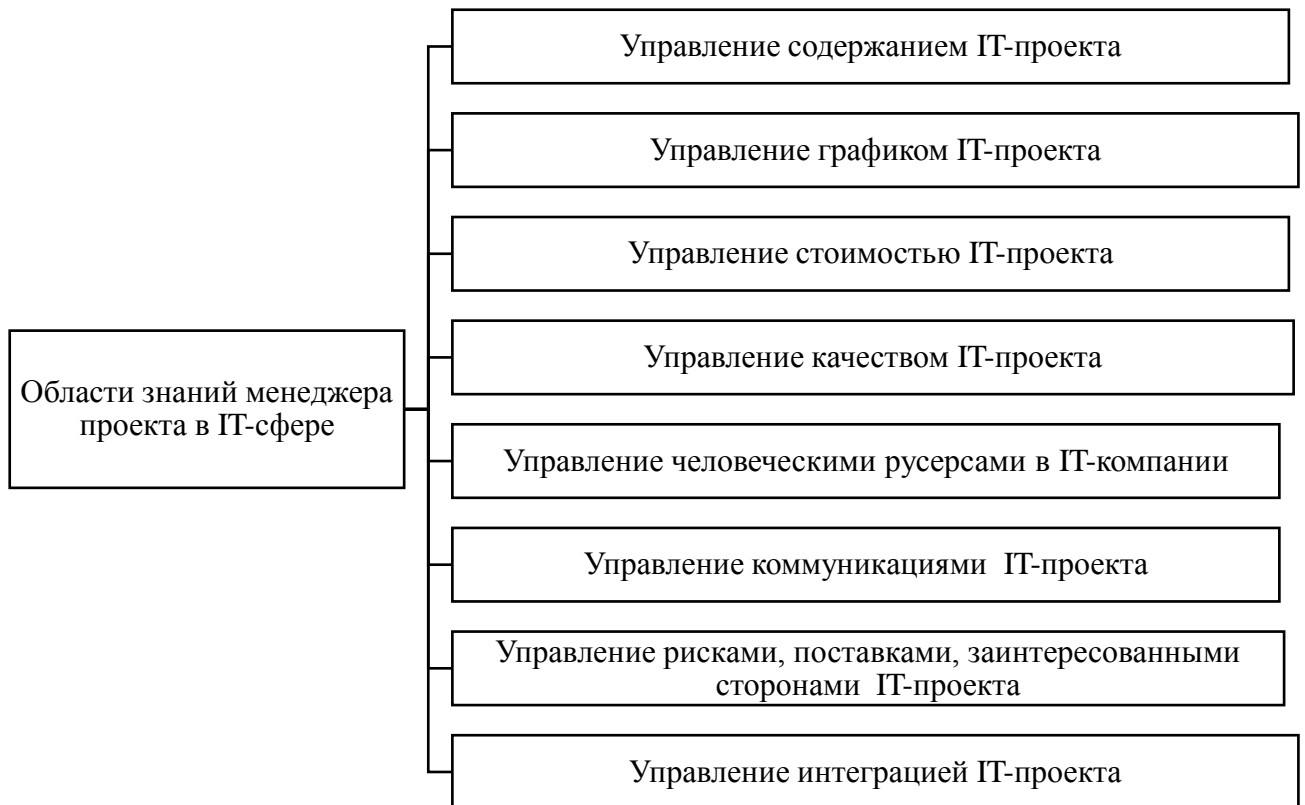 Управление содержанием IT-проекта
Управление графиком IT-проекта
Управление стоимостью IT-проекта
Управление качеством IT-проекта
Области знаний менеджера
проекта в IT-сфере
Управление человеческими русерсами в IT-компании
Управление коммуникациями  IT-проекта
Управление рисками, поставками, заинтересованными
сторонами  IT-проекта
Управление интеграцией IT-проекта